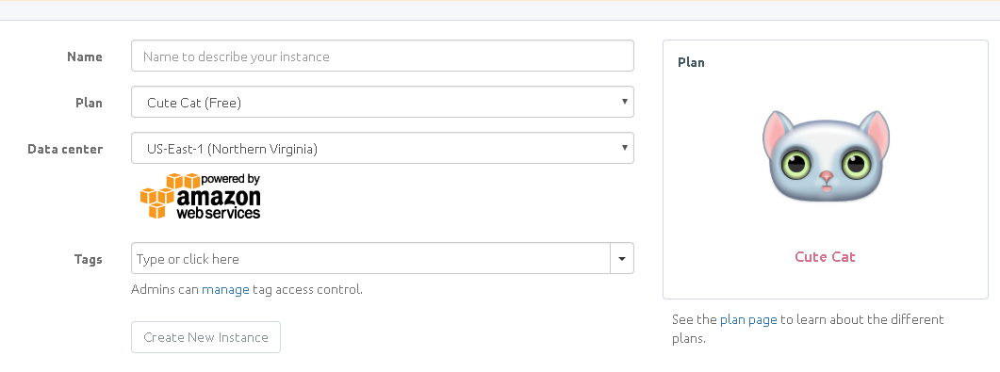 Name
Name to describe your instance
Plan
Cute Cat (Free)
Data center
US-East-1 (Northern Virginia)
powered by
amazon
web services
Tags
Type or click here
Admins can manage tag access control.
Create New Instance
Plan
Cute Cat
See the plan page to learn about the different
plans.